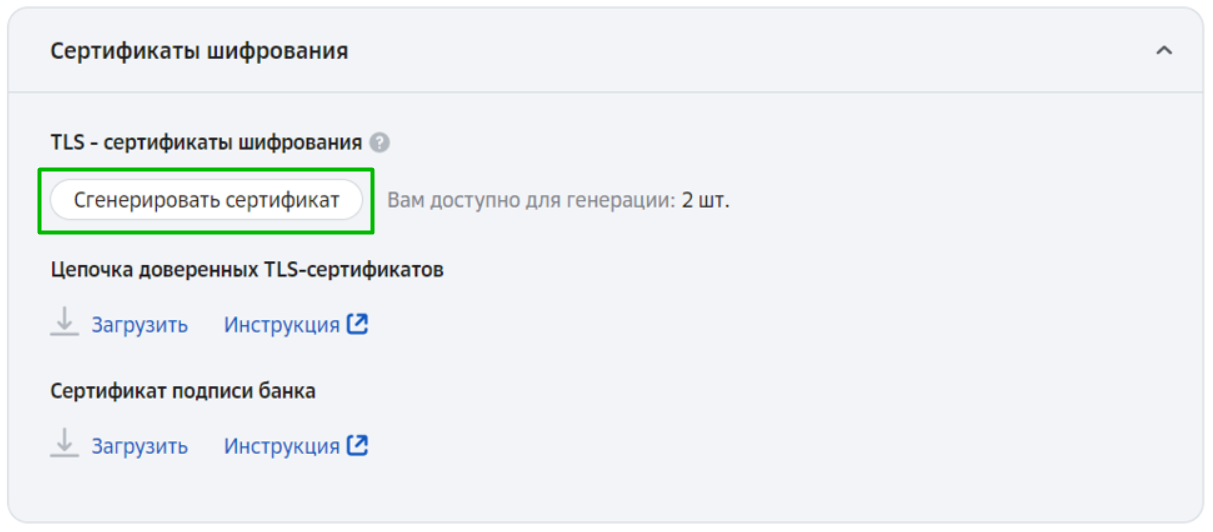 Сертификаты шифрования
TLS - сертификаты шифрования ?
Сгенерировать сертификат Вам доступно для генерации: 2 шт.
Цепочка доверенных TLS-сертификатов
Загрузить Инструкция
Сертификат подписи банка
Загрузить Инструкция